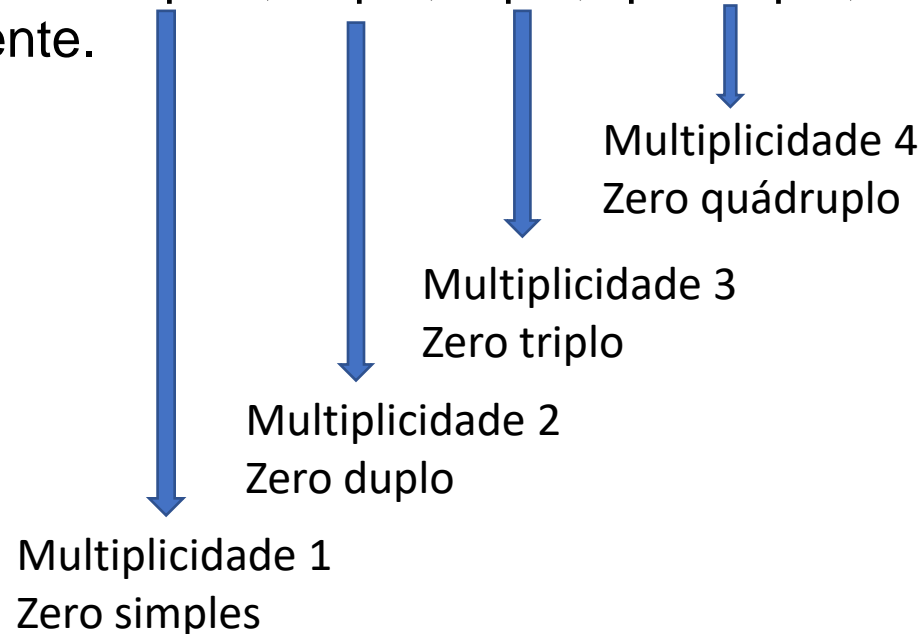 ente.
Multiplicidade 4
Zero quádruplo
Multiplicidade 3
Zero triplo
Multiplicidade 2
Zero duplo
Multiplicidade 1
Zero simples